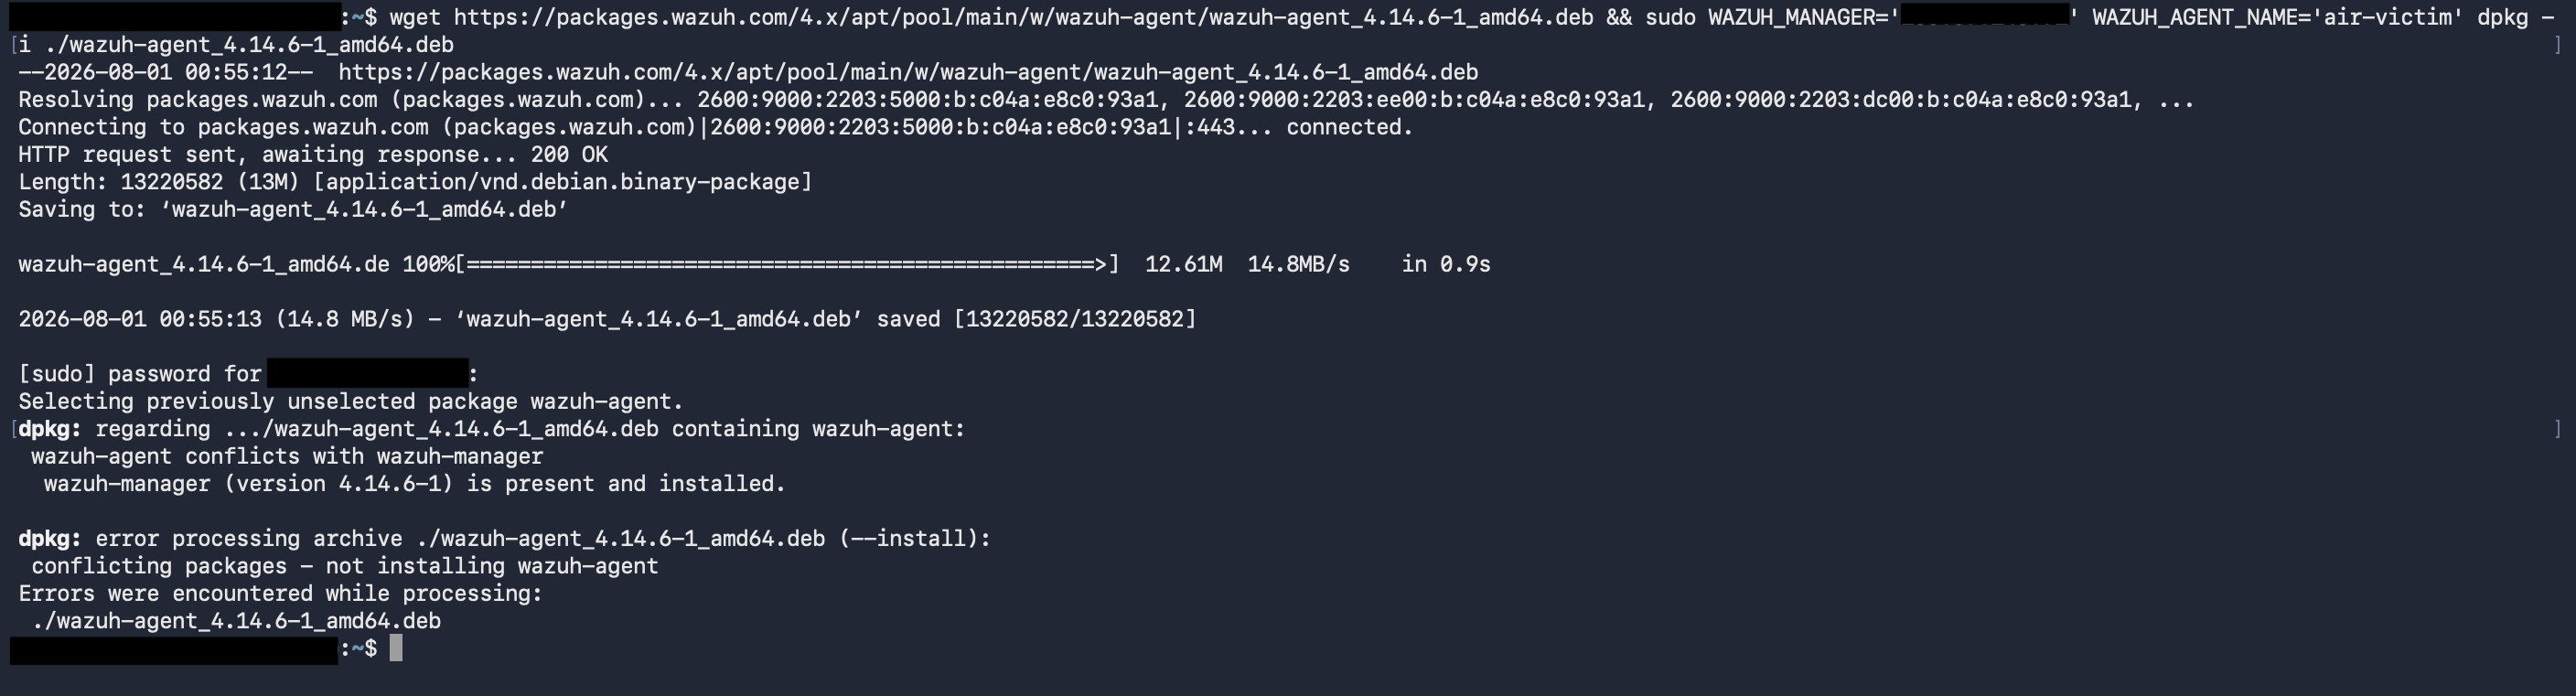 :~$ wget https://packages.wazuh.com/4.x/apt/pool/main/w/wazuh-agent/wazuh-agent_4.14.6-1_amd64.deb && sudo WAZUH_MANAGER='' WAZUH_AGENT_NAME='air-victim' dpkg -
[i ./wazuh-agent_4.14.6-1_amd64.deb ]
--2026-08-01 00:55:12--  https://packages.wazuh.com/4.x/apt/pool/main/w/wazuh-agent/wazuh-agent_4.14.6-1_amd64.deb
Resolving packages.wazuh.com (packages.wazuh.com)... 2600:9000:2203:5000:b:c04a:e8c0:93a1, 2600:9000:2203:ee00:b:c04a:e8c0:93a1, 2600:9000:2203:dc00:b:c04a:e8c0:93a1, ...
Connecting to packages.wazuh.com (packages.wazuh.com)|2600:9000:2203:5000:b:c04a:e8c0:93a1|:443... connected.
HTTP request sent, awaiting response... 200 OK
Length: 13220582 (13M) [application/vnd.debian.binary-package]
Saving to: ‘wazuh-agent_4.14.6-1_amd64.deb’
wazuh-agent_4.14.6-1_amd64.de 100%[=================================================>]  12.61M  14.8MB/s    in 0.9s
2026-08-01 00:55:13 (14.8 MB/s) - ‘wazuh-agent_4.14.6-1_amd64.deb’ saved [13220582/13220582]
[sudo] password for :
Selecting previously unselected package wazuh-agent.
[dpkg: regarding .../wazuh-agent_4.14.6-1_amd64.deb containing wazuh-agent: ]
wazuh-agent conflicts with wazuh-manager
wazuh-manager (version 4.14.6-1) is present and installed.
dpkg: error processing archive ./wazuh-agent_4.14.6-1_amd64.deb (--install):
conflicting packages - not installing wazuh-agent
Errors were encountered while processing:
./wazuh-agent_4.14.6-1_amd64.deb
:~$